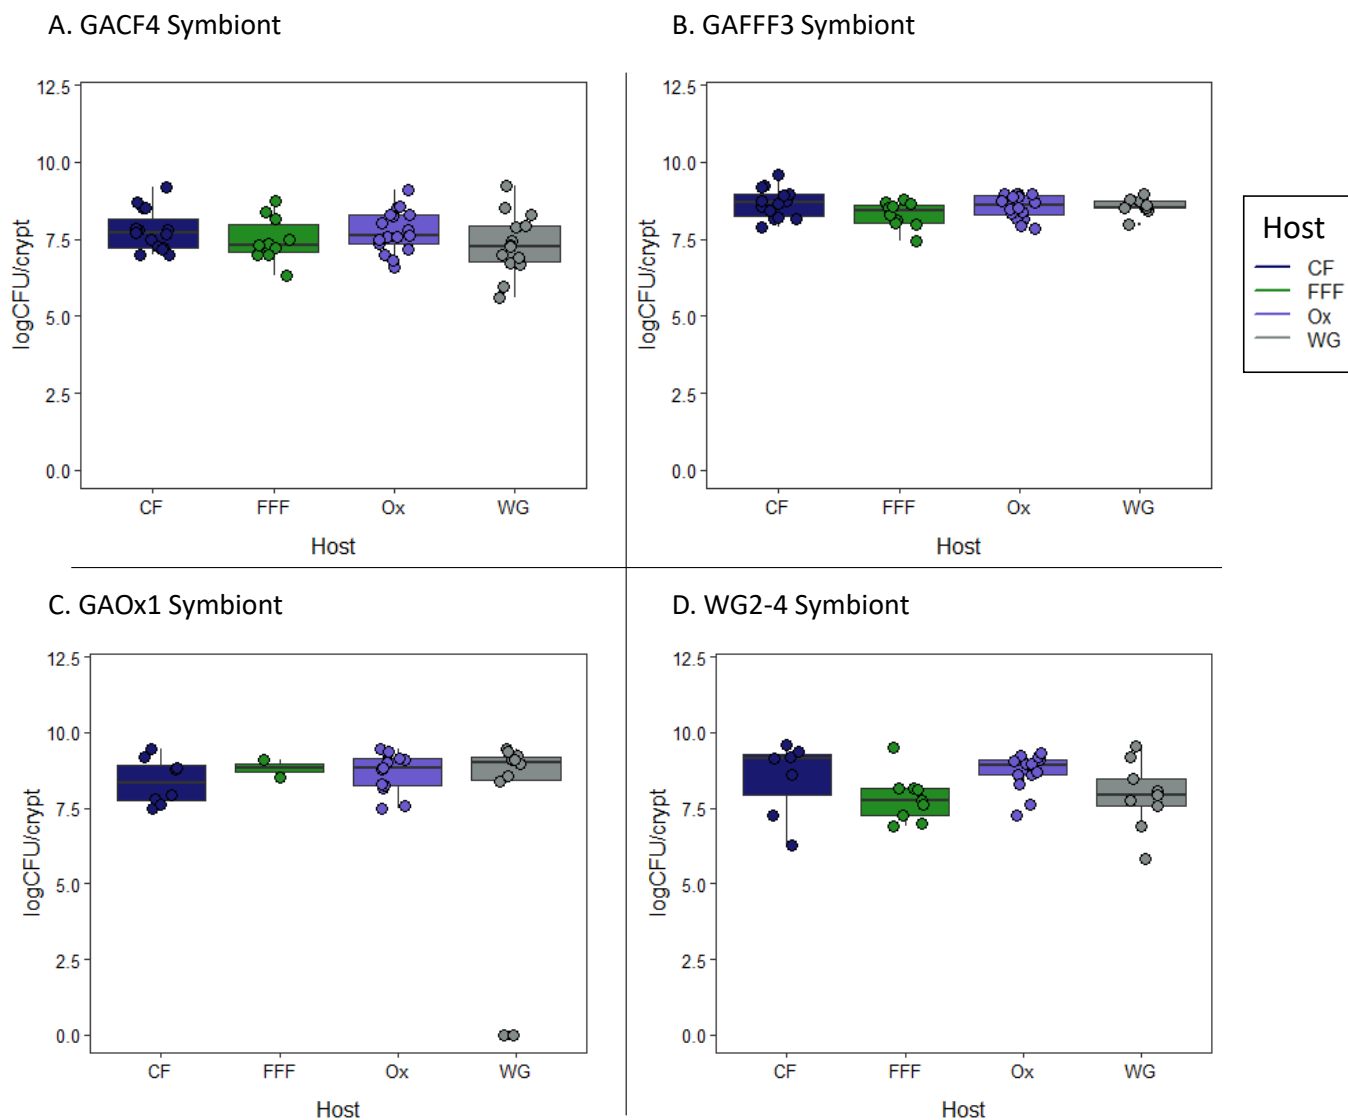 A. GACF4 Symbiont
B. GAFFF3 Symbiont
12.5
10.0
7.5
5.0
2.5
0.0
logCFU/crypt
CF FFF Ox WG
Host
12.5
10.0
7.5
5.0
2.5
0.0
logCFU/crypt
CF FFF Ox WG
Host
Host
CF
FFF
Ox
WG
C. GAOx1 Symbiont
D. WG2-4 Symbiont
12.5
10.0
7.5
5.0
2.5
0.0
logCFU/crypt
CF FFF Ox WG
Host
12.5
10.0
7.5
5.0
2.5
0.0
logCFU/crypt
CF FFF Ox WG
Host